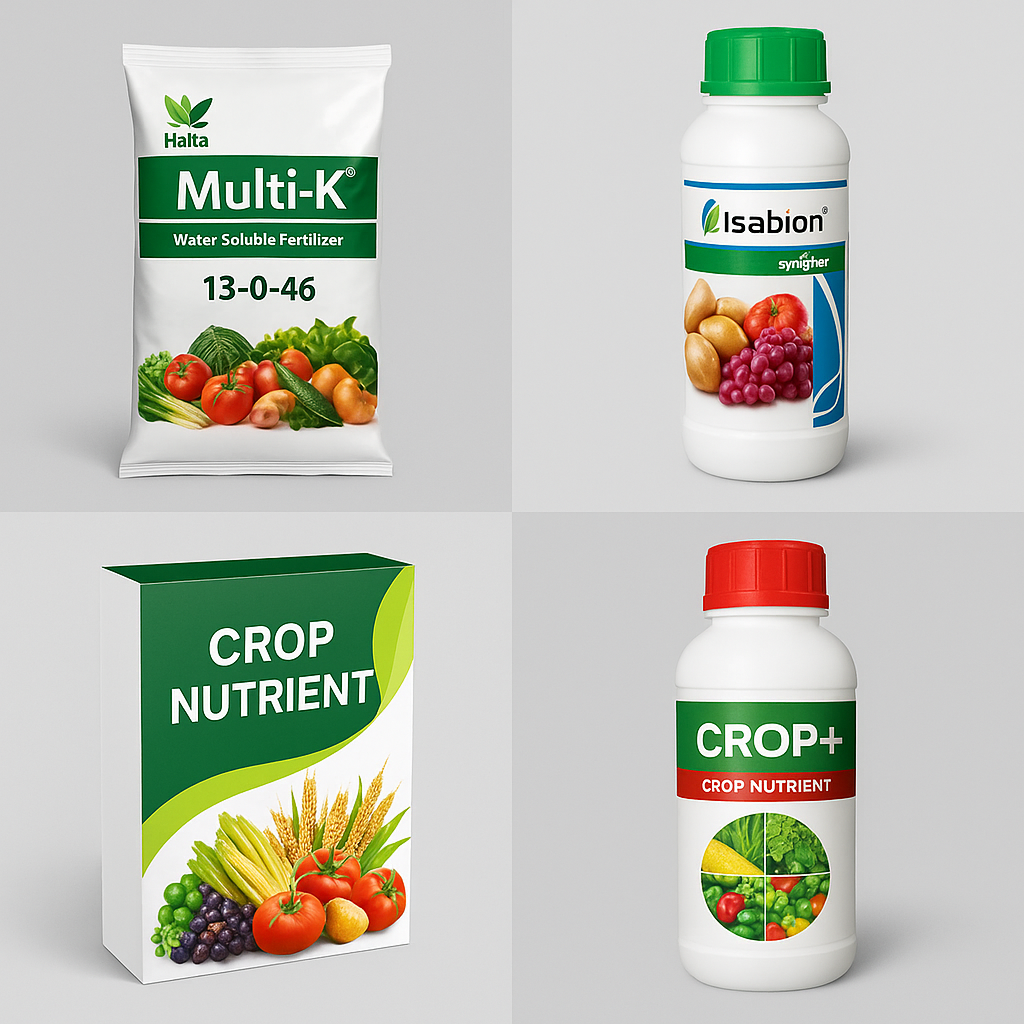 Halta
Multi-K®
Water Soluble Fertilizer
13-0-46
Isabion®
synigher
CROP
NUTRIENT
CROP+
CROP NUTRIENT